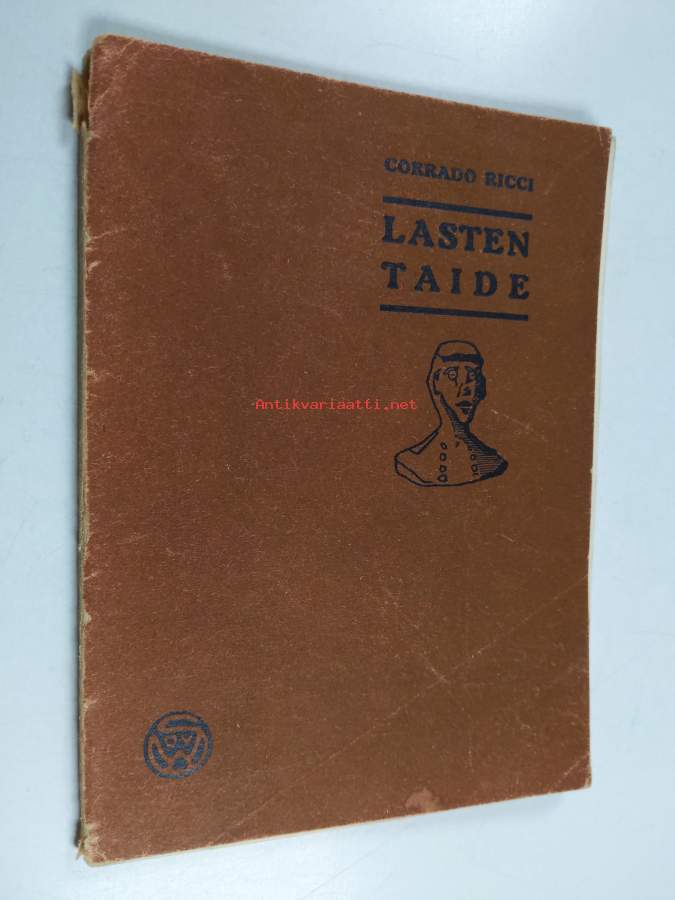 CORRADO RICCI
LASTEN
TAIDE
Antikvariaatti.net